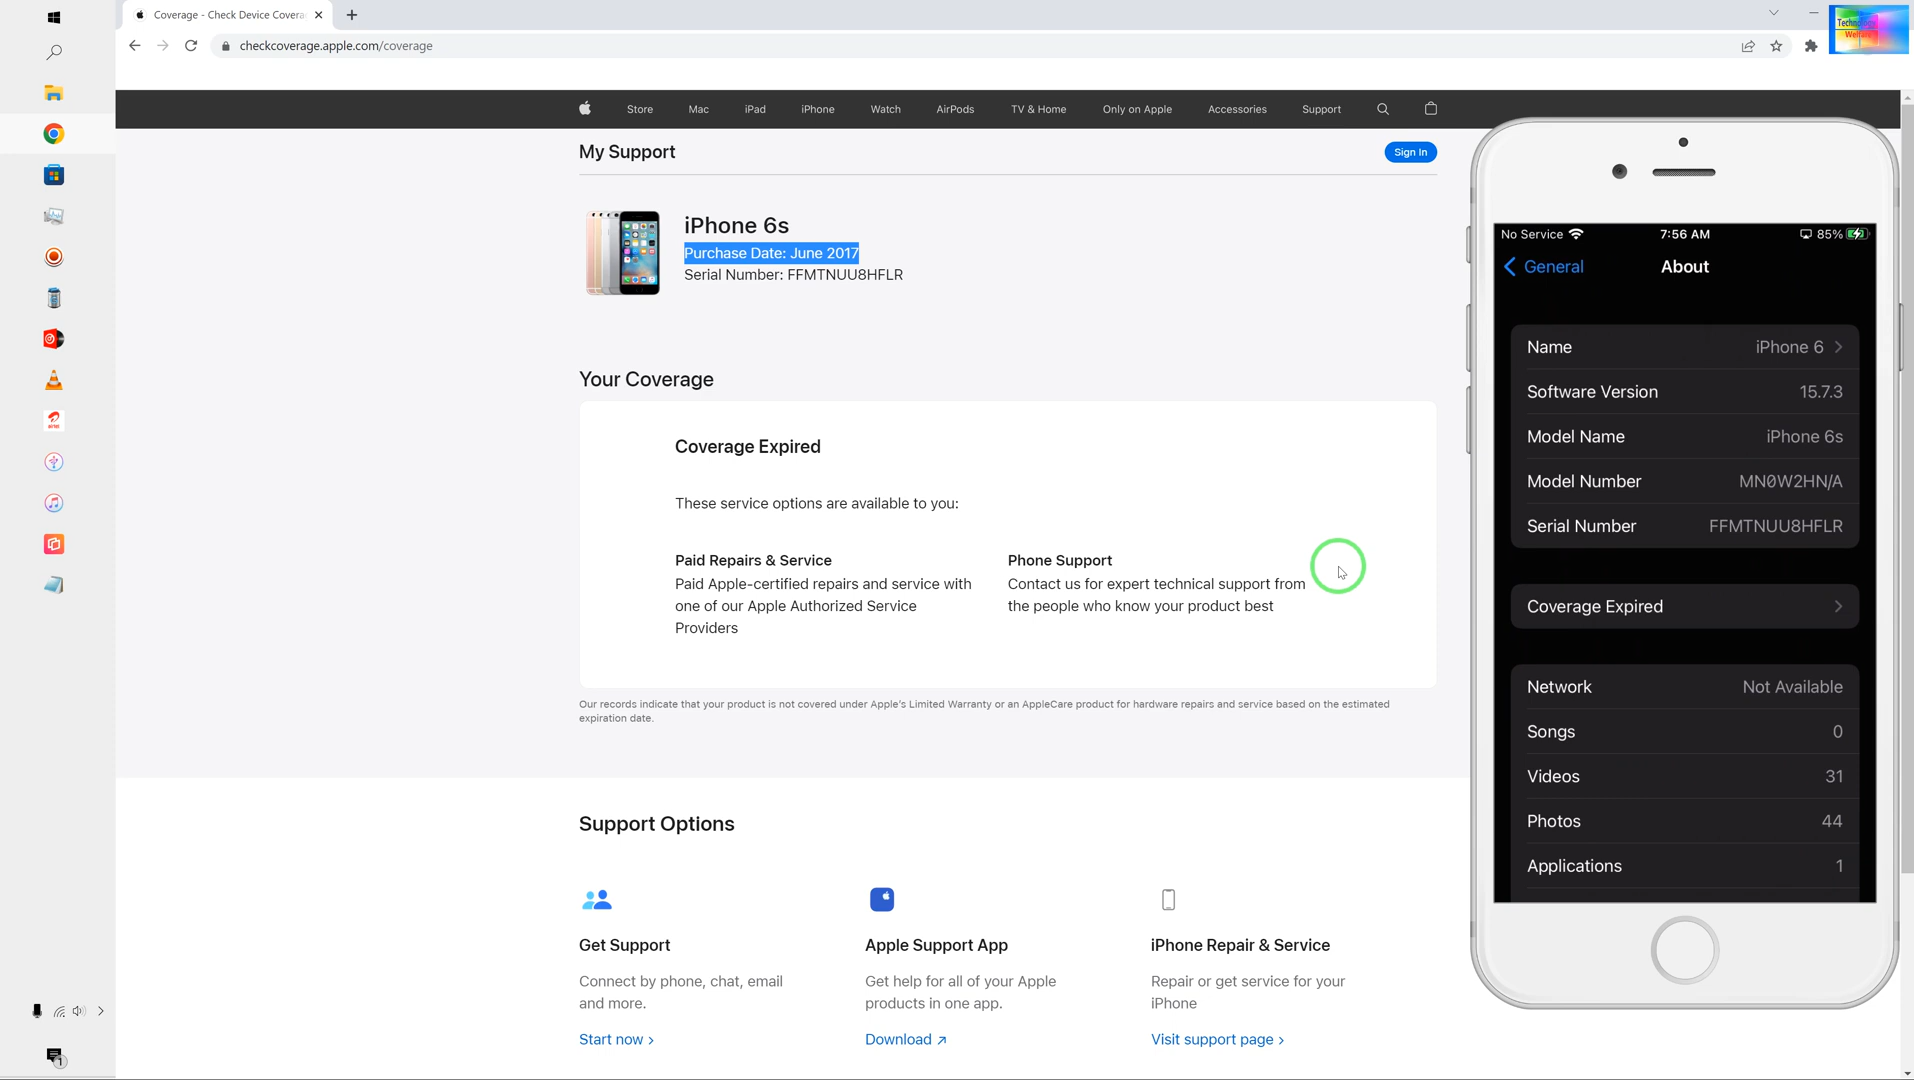 Coverage - Check Device Covera
checkcoverage.apple.com/coverage
Technology
Welfare
Store
Mac
iPad
iPhone
Watch
AirPods
TV & Home
Only on Apple
Accessories
Support
My Support
Sign In
iPhone 6s
Purchase Date: June 2017
Serial Number: FFMTNUU8HFLR
Your Coverage
Coverage Expired
These service options are available to you:
Paid Repairs & Service
Paid Apple-certified repairs and service with
one of our Apple Authorized Service
Providers
Phone Support
Contact us for expert technical support from
the people who know your product best
Our records indicate that your product is not covered under Apple's Limited Warranty or an AppleCare product for hardware repairs and service based on the estimated
expiration date.
Support Options
Get Support
Connect by phone, chat, email
and more.
Start now ›
Apple Support App
Get help for all of your Apple
products in one app.
Download ↗
iPhone Repair & Service
Repair or get service for your
iPhone
Visit support page ›
No Service 7:56 AM 85%
General About
Name iPhone 6
Software Version 15.7.3
Model Name iPhone 6s
Model Number MN0W2HN/A
Serial Number FFMTNUU8HFLR
Coverage Expired
Network Not Available
Songs 0
Videos 31
Photos 44
Applications 1
airtel
1